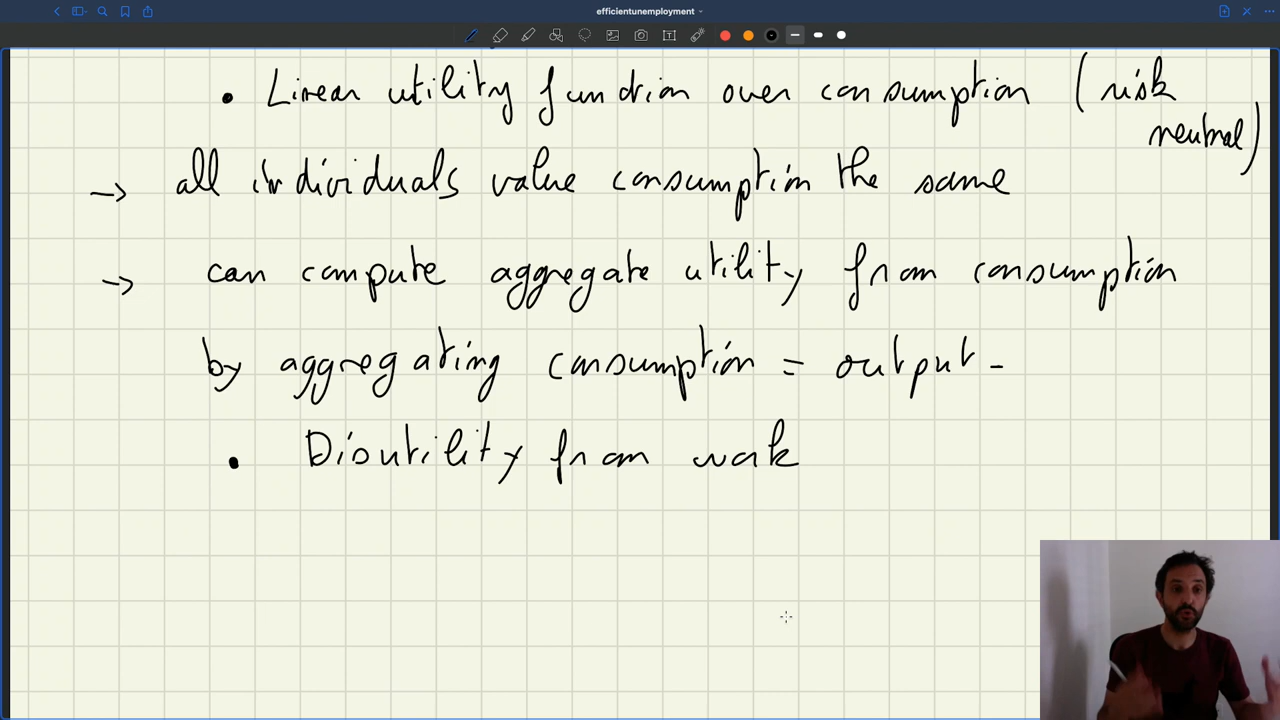 efficientunemployment
• Linear utility function over consumption (risk
neutral)
→ all individuals value consumption the same
→ can compute aggregate utility from consumption
by aggregating consumption = output -
• Disutility from work